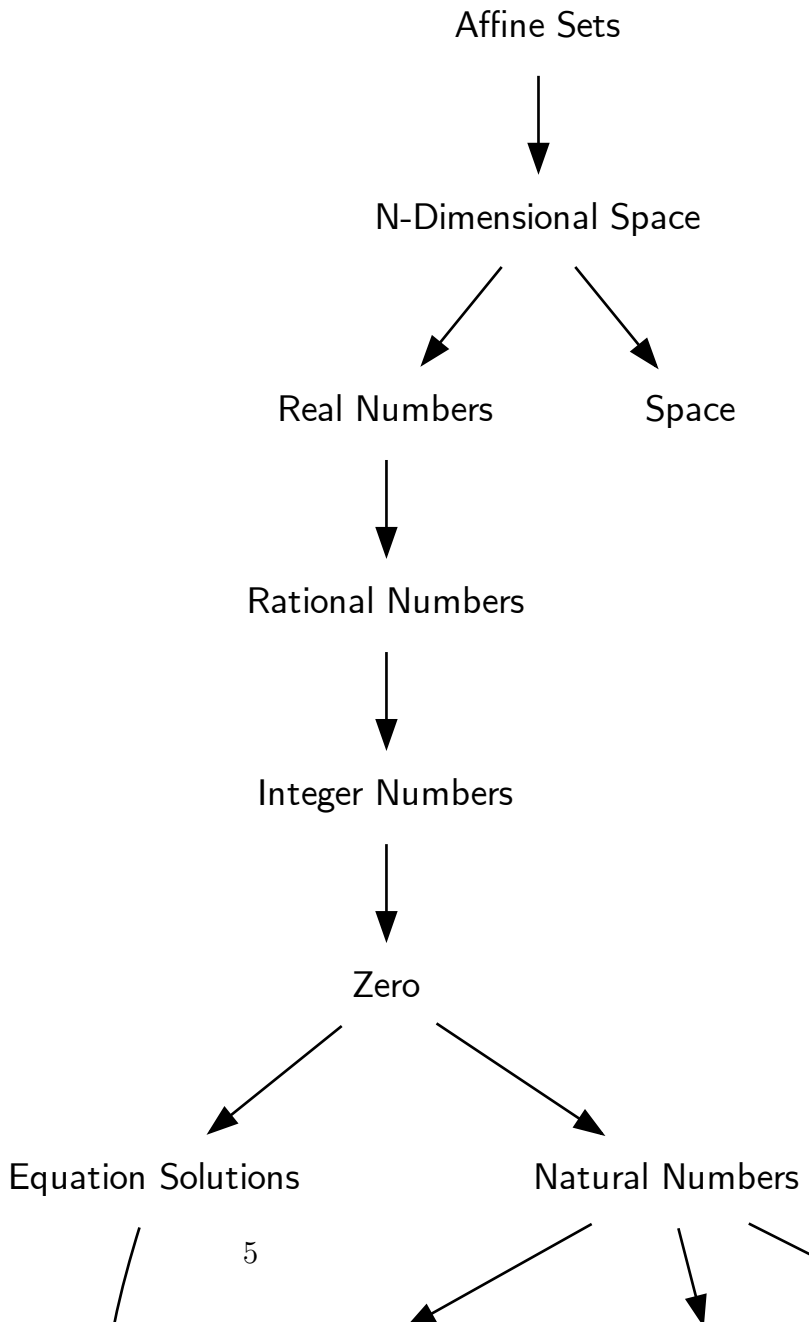 Affine Sets
N-Dimensional Space
Real Numbers
Space
Rational Numbers
Integer Numbers
Zero
Equation Solutions
Natural Numbers
5